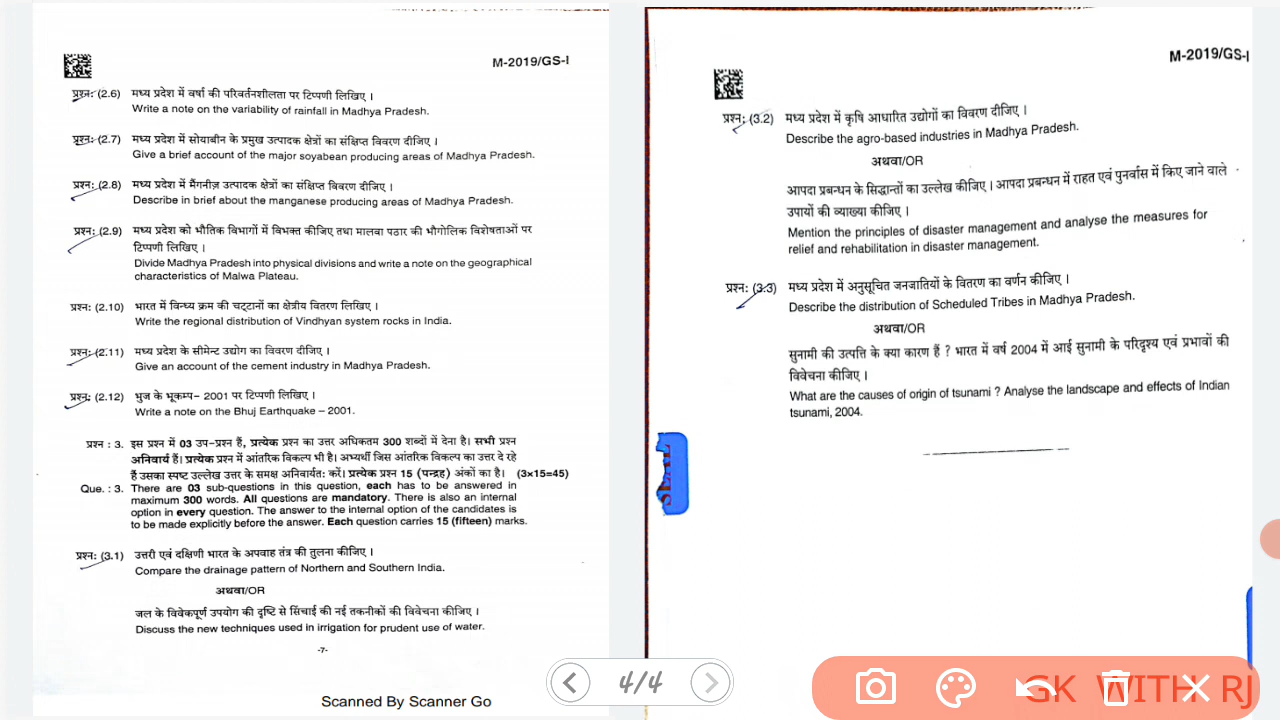 M-2019/GS-I
प्रश्न: (2.6) मध्य प्रदेश में वर्षा की परिवर्तनशीलता पर टिप्पणी लिखिए ।
Write a note on the variability of rainfall in Madhya Pradesh.
प्रश्न: (2.7) मध्य प्रदेश में सोयाबीन के प्रमुख उत्पादक क्षेत्रों का संक्षिप्त विवरण दीजिए ।
Give a brief account of the major soyabean producing areas of Madhya Pradesh.
प्रश्न: (2.8) मध्य प्रदेश में मैंगनीज़ उत्पादक क्षेत्रों का संक्षिप्त विवरण दीजिए ।
Describe in brief about the manganese producing areas of Madhya Pradesh.
प्रश्न: (2.9) मध्य प्रदेश को भौतिक विभागों में विभक्त कीजिए तथा मालवा पठार की भौगोलिक विशेषताओं पर
टिप्पणी लिखिए ।
Divide Madhya Pradesh into physical divisions and write a note on the geographical
characteristics of Malwa Plateau.
प्रश्न: (2.10) भारत में विन्ध्य क्रम की चट्टानों का क्षेत्रीय वितरण लिखिए ।
Write the regional distribution of Vindhyan system rocks in India.
प्रश्न: (2.11) मध्य प्रदेश के सीमेन्ट उद्योग का विवरण दीजिए ।
Give an account of the cement industry in Madhya Pradesh.
प्रश्न: (2.12) भुज के भूकम्प– 2001 पर टिप्पणी लिखिए ।
Write a note on the Bhuj Earthquake – 2001.
प्रश्न : 3. इस प्रश्न में 03 उप-प्रश्न हैं, प्रत्येक प्रश्न का उत्तर अधिकतम 300 शब्दों में देना है। सभी प्रश्न
अनिवार्य हैं। प्रत्येक प्रश्न में आंतरिक विकल्प भी है। अभ्यर्थी जिस आंतरिक विकल्प का उत्तर दे रहे
हैं उसका स्पष्ट उल्लेख उत्तर के समक्ष अनिवार्यत: करें। प्रत्येक प्रश्न 15 (पन्द्रह) अंकों का है। (3×15=45)
Que. : 3. There are 03 sub-questions in this question, each has to be answered in
maximum 300 words. All questions are mandatory. There is also an internal
option in every question. The answer to the internal option of the candidates is
to be made explicitly before the answer. Each question carries 15 (fifteen) marks.
प्रश्न: (3.1) उत्तरी एवं दक्षिणी भारत के अपवाह तंत्र की तुलना कीजिए ।
Compare the drainage pattern of Northern and Southern India.
अथवा/OR
जल के विवेकपूर्ण उपयोग की दृष्टि से सिंचाई की नई तकनीकों की विवेचना कीजिए ।
Discuss the new techniques used in irrigation for prudent use of water.
-7-
Scanned By Scanner Go
M-2019/GS-I
प्रश्न: (3.2) मध्य प्रदेश में कृषि आधारित उद्योगों का विवरण दीजिए ।
Describe the agro-based industries in Madhya Pradesh.
अथवा/OR
आपदा प्रबन्धन के सिद्धान्तों का उल्लेख कीजिए । आपदा प्रबन्धन में राहत एवं पुनर्वास में किए जाने वाले
उपायों की व्याख्या कीजिए ।
Mention the principles of disaster management and analyse the measures for
relief and rehabilitation in disaster management.
प्रश्न: (3.3) मध्य प्रदेश में अनुसूचित जनजातियों के वितरण का वर्णन कीजिए ।
Describe the distribution of Scheduled Tribes in Madhya Pradesh.
अथवा/OR
सुनामी की उत्पत्ति के क्या कारण हैं ? भारत में वर्ष 2004 में आई सुनामी के परिदृश्य एवं प्रभावों की
विवेचना कीजिए ।
What are the causes of origin of tsunami ? Analyse the landscape and effects of Indian
tsunami, 2004.
4/4
GK WITH RJ